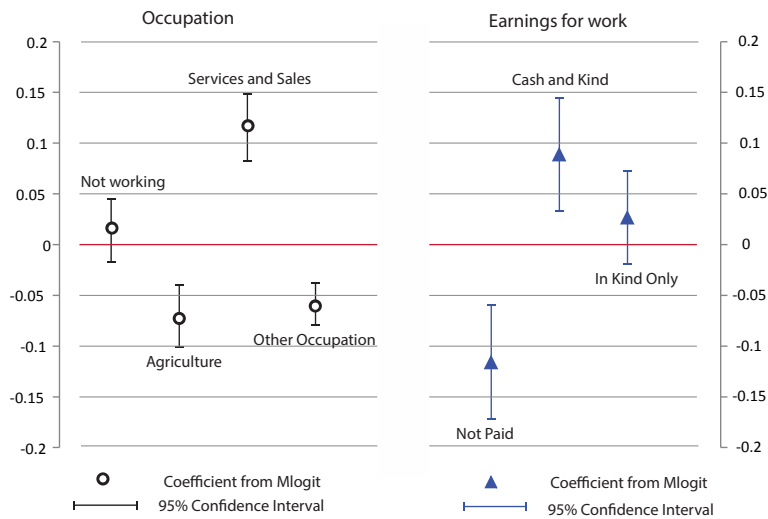 Occupation
Earnings for work
0.2
0.2
Services and Sales
Cash and Kind
0.15
0.15
0.1
0.1
Not working
0.05
0.05
0
0
In Kind Only
-0.05
-0.05
Other Occupation
-0.1
-0.1
Agriculture
-0.15
-0.15
Not Paid
-0.2
-0.2
Coefficient from Mlogit
Coefficient from Mlogit
95% Confidence Interval
95% Confidence Interval